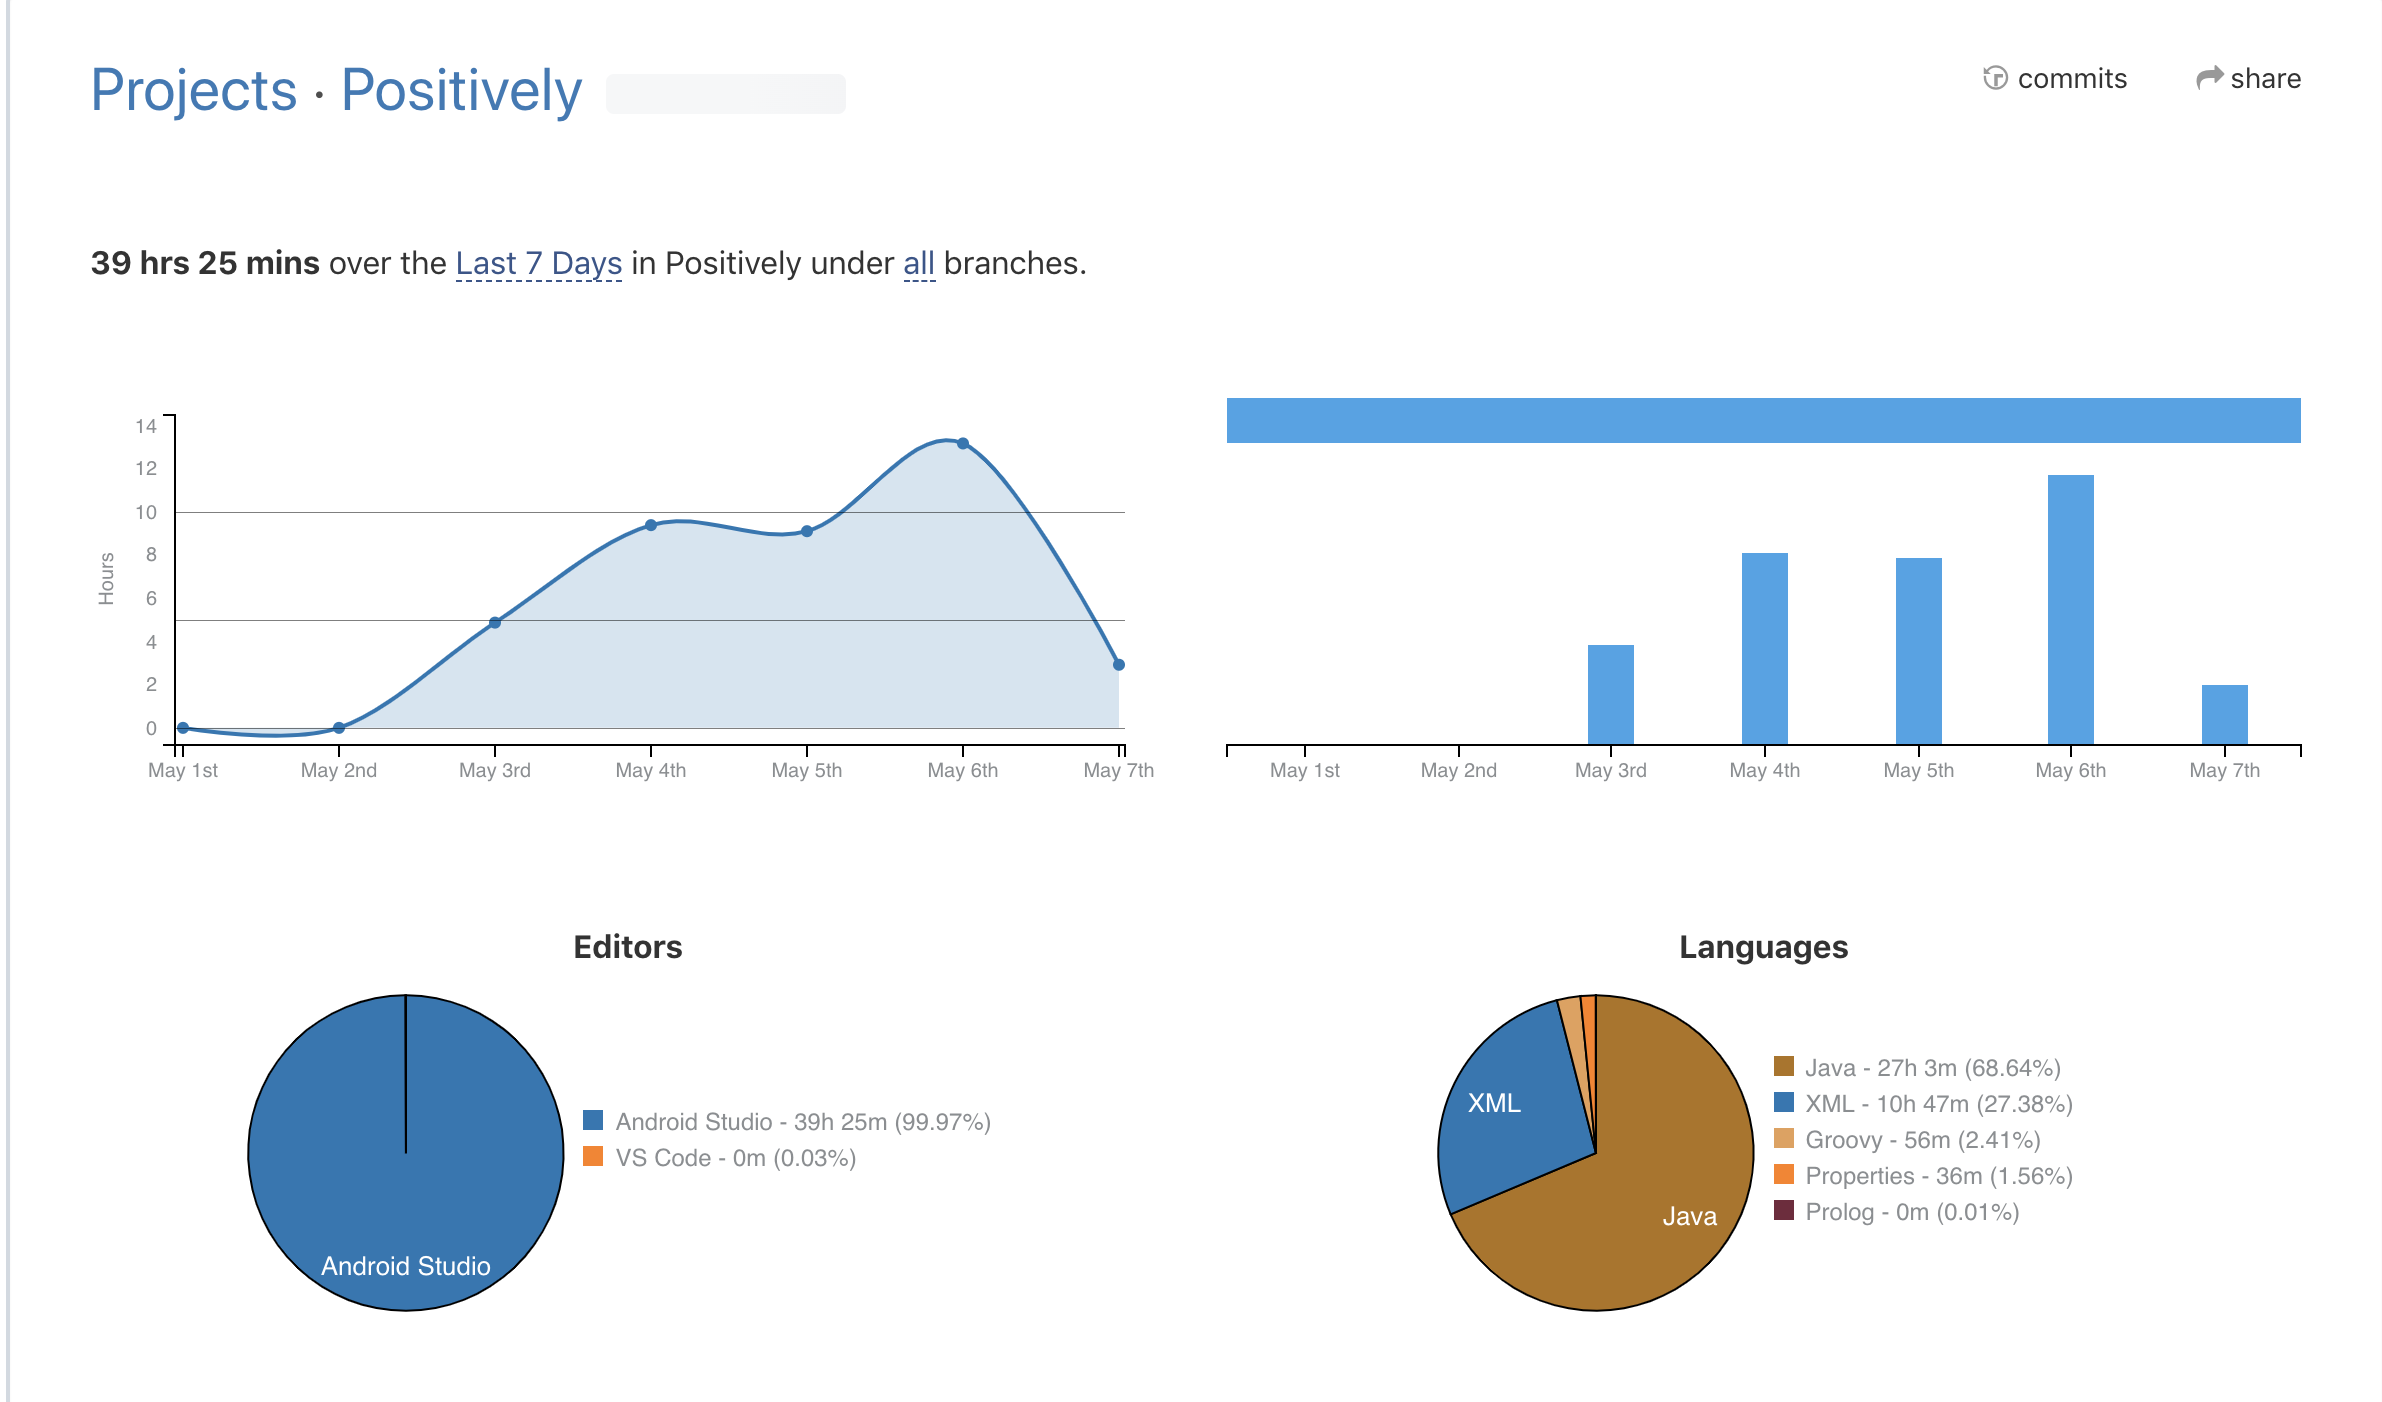 Projects · Positively
commits
share
39 hrs 25 mins over the Last 7 Days in Positively under all branches.
Hours
14
12
10
8
6
4
2
0
May 1st May 2nd May 3rd May 4th May 5th May 6th May 7th
May 1st May 2nd May 3rd May 4th May 5th May 6th May 7th
Editors
Android Studio
Android Studio - 39h 25m (99.97%)
VS Code - 0m (0.03%)
Languages
XML
Java
Java - 27h 3m (68.64%)
XML - 10h 47m (27.38%)
Groovy - 56m (2.41%)
Properties - 36m (1.56%)
Prolog - 0m (0.01%)